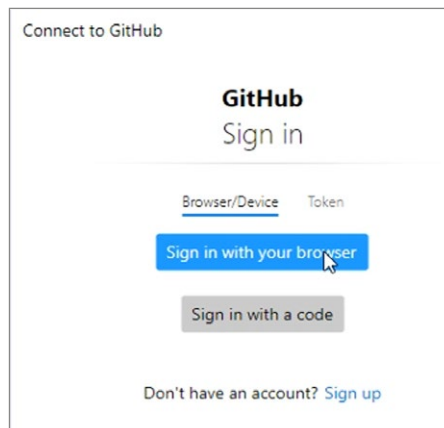 Connect to GitHub
GitHub
Sign in
Browser/Device Token
Sign in with your browser
Sign in with a code
Don't have an account? Sign up